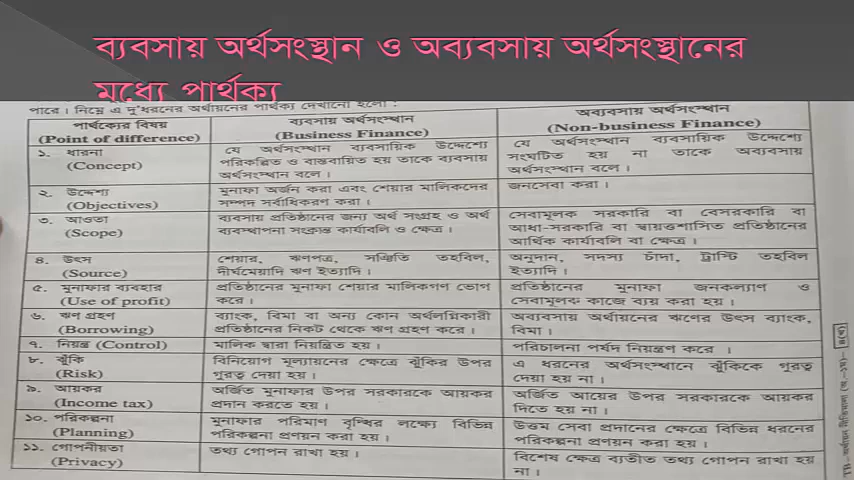 ব্যবসায় অর্থসংস্থান ও অব্যবসায় অর্থসংস্থানের
মধ্যে পার্থক্য
পারে। নিম্নে এ দু'ধরনের অর্থায়নের পার্থক্য দেখানো হলো :
পার্থক্যের বিষয়
(Point of difference)
ব্যবসায় অর্থসংস্থান
(Business Finance)
অব্যবসায় অর্থসংস্থান
(Non-business Finance)
১. ধারনা
(Concept)
যে অর্থসংস্থান ব্যবসায়িক উদ্দেশ্যে
পরিকল্পিত ও বাস্তবায়িত হয় তাকে ব্যবসায়
অর্থসংস্থান বলে।
যে অর্থসংস্থান ব্যবসায়িক উদ্দেশ্যে
সংঘটিত হয় না তাকে অব্যবসায়
অর্থসংস্থান বলে।
২. উদ্দেশ্য
(Objectives)
মুনাফা অর্জন করা এবং শেয়ার মালিকদের
সম্পদ সর্বাধিকরণ করা।
জনসেবা করা।
৩. আওতা
(Scope)
ব্যবসায় প্রতিষ্ঠানের জন্য অর্থ সংগ্রহ ও অর্থ
ব্যবস্থাপনা সংক্রান্ত কার্যাবলি ও ক্ষেত্র।
সেবামূলক সরকারি বা বেসরকারি বা
আধা-সরকারি বা স্বায়ত্তশাসিত প্রতিষ্ঠানের
আর্থিক কার্যাবলি বা ক্ষেত্র।
৪. উৎস
(Source)
শেয়ার, ঋণপত্র, সঞ্চিতি তহবিল,
দীর্ঘমেয়াদি ঋণ ইত্যাদি।
অনুদান, সদস্য চাঁদা, ট্রাস্টি তহবিল
ইত্যাদি।
৫. মুনাফার ব্যবহার
(Use of profit)
প্রতিষ্ঠানের মুনাফা শেয়ার মালিকগণ ভোগ
করে।
প্রতিষ্ঠানের মুনাফা জনকল্যাণ ও
সেবামূলক কাজে ব্যয় করা হয়।
৬. ঋণ গ্রহণ
(Borrowing)
ব্যাংক, বিমা বা অন্য কোন অর্থলগ্নিকারী
প্রতিষ্ঠানের নিকট থেকে ঋণ গ্রহণ করে।
অব্যবসায় অর্থায়নের ঋণের উৎস ব্যাংক,
বিমা।
৭. নিয়ন্ত্র (Control)
মালিক দ্বারা নিয়ন্ত্রিত হয়।
পরিচালনা পর্ষদ নিয়ন্ত্রণ করে ।
৮. ঝুঁকি
(Risk)
বিনিয়োগ মূল্যায়নের ক্ষেত্রে ঝুঁকির উপর
গুরত্ব দেয়া হয়।
এ ধরনের অর্থসংস্থানে ঝুঁকিকে গুরত্ব
দেয়া হয় না।
৯. আয়কর
(Income tax)
অর্জিত মুনাফার উপর সরকারকে আয়কর
প্রদান করতে হয়।
অর্জিত আয়ের উপর সরকারকে আয়কর
দিতে হয় না।
১০. পরিকল্পনা
(Planning)
মুনাফার পরিমাণ বৃদ্ধির লক্ষ্যে বিভিন্ন
পরিকল্পনা প্রণয়ন করা হয়।
উত্তম সেবা প্রদানের ক্ষেত্রে বিভিন্ন ধরনের
পরিকল্পনা প্রণয়ন করা হয়।
১১. গোপনীয়তা
(Privacy)
তথ্য গোপন রাখা হয়।
বিশেষ ক্ষেত্র ব্যতীত তথ্য গোপন রাখা হয়
না।